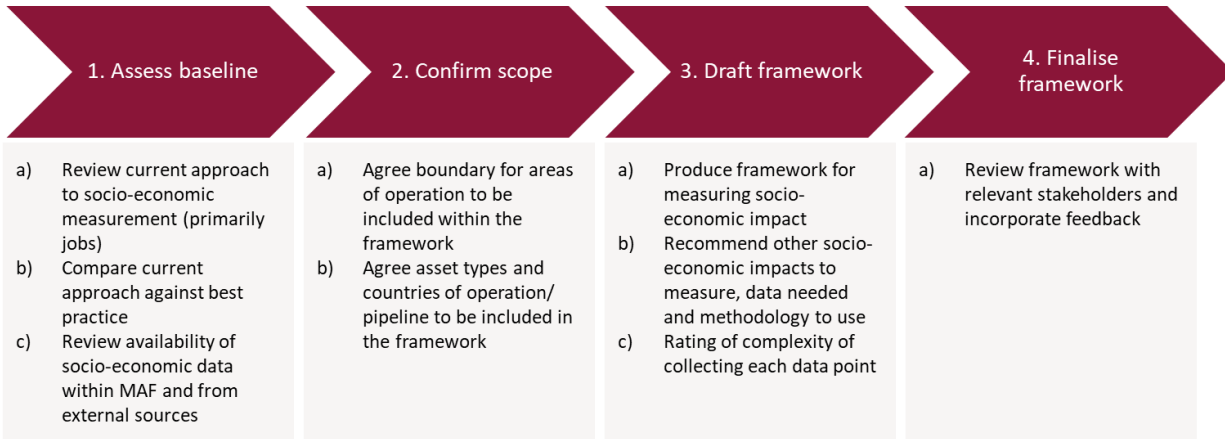 1. Assess baseline
a) Review current approach
to socio-economic
measurement (primarily
jobs)
b) Compare current
approach against best
practice
c) Review availability of
socio-economic data
within MAF and from
external sources
2. Confirm scope
a) Agree boundary for areas
of operation to be
included within the
framework
b) Agree asset types and
countries of operation/
pipeline to be included in
the framework
3. Draft framework
a) Produce framework for
measuring socio-
economic impact
b) Recommend other socio-
economic impacts to
measure, data needed
and methodology to use
c) Rating of complexity of
collecting each data point
4. Finalise
framework
a) Review framework with
relevant stakeholders and
incorporate feedback